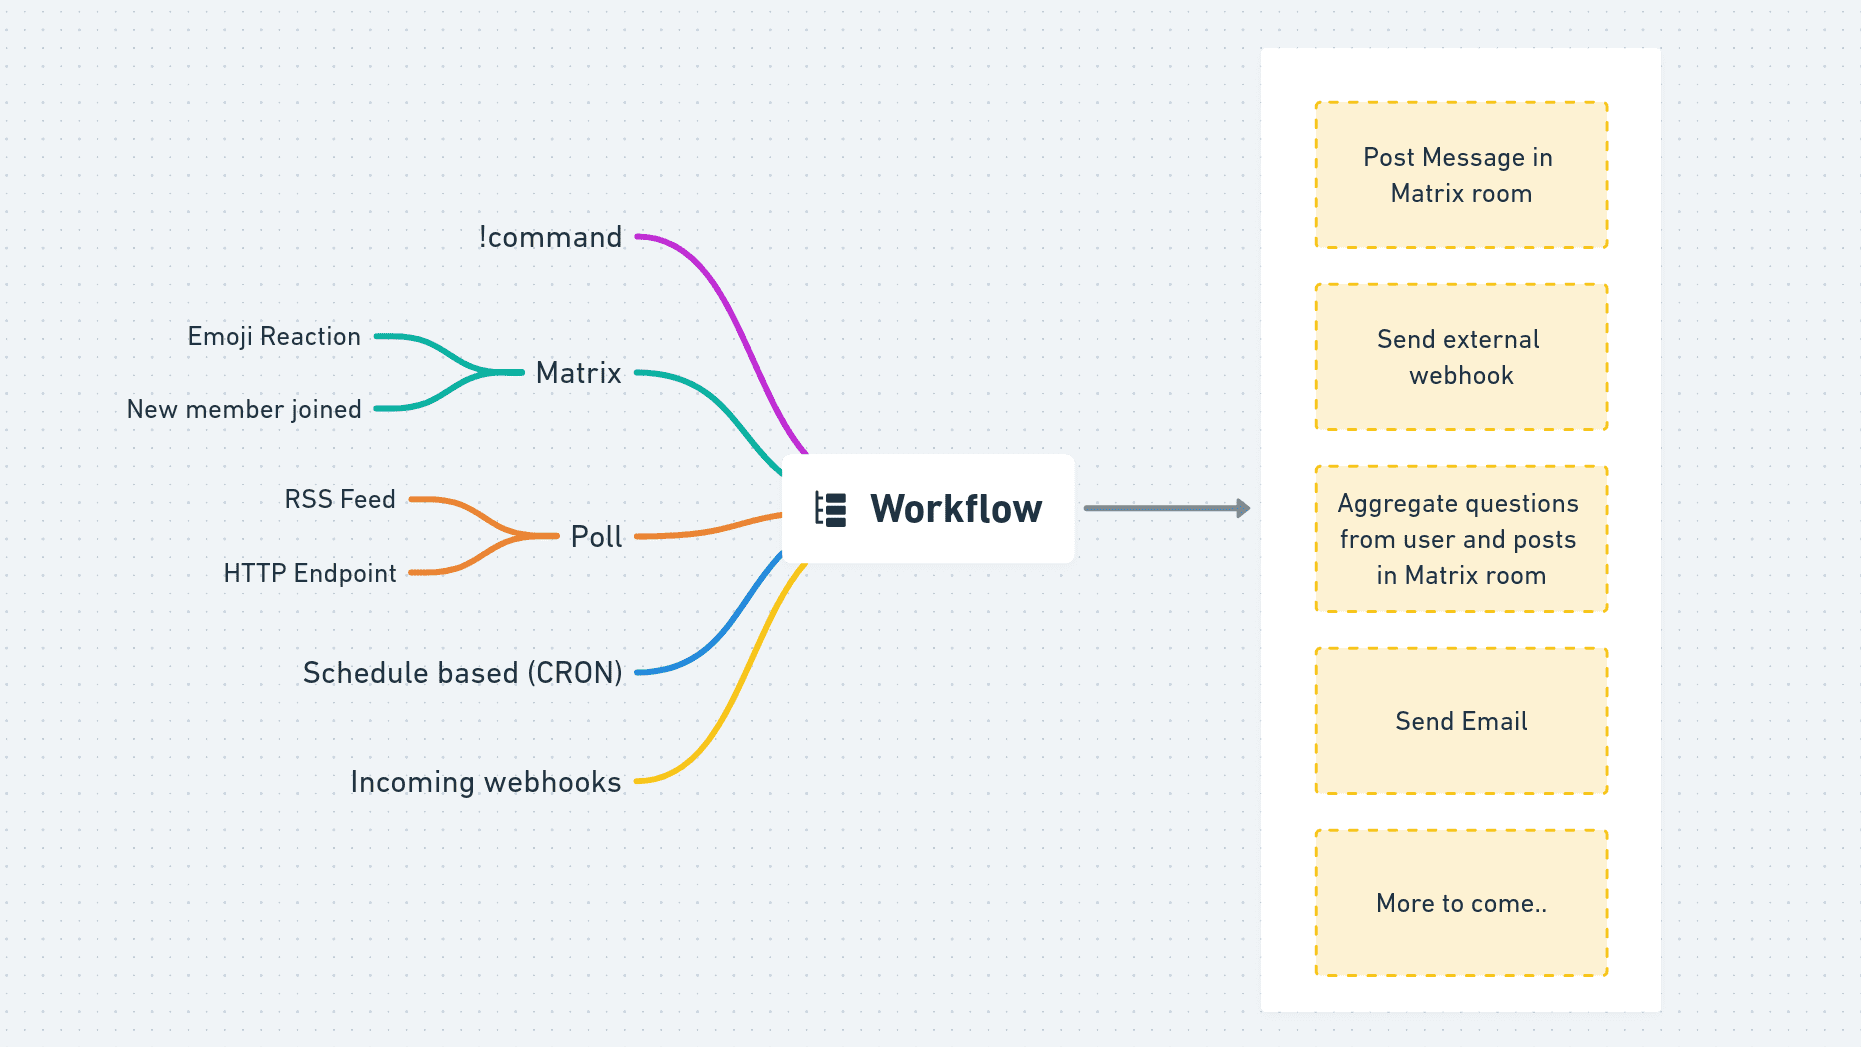 !command
Emoji Reaction
Matrix
New member joined
RSS Feed
Poll
HTTP Endpoint
Schedule based (CRON)
Incoming webhooks
Workflow
Post Message in
Matrix room
Send external
webhook
Aggregate questions
from user and posts
in Matrix room
Send Email
More to come..